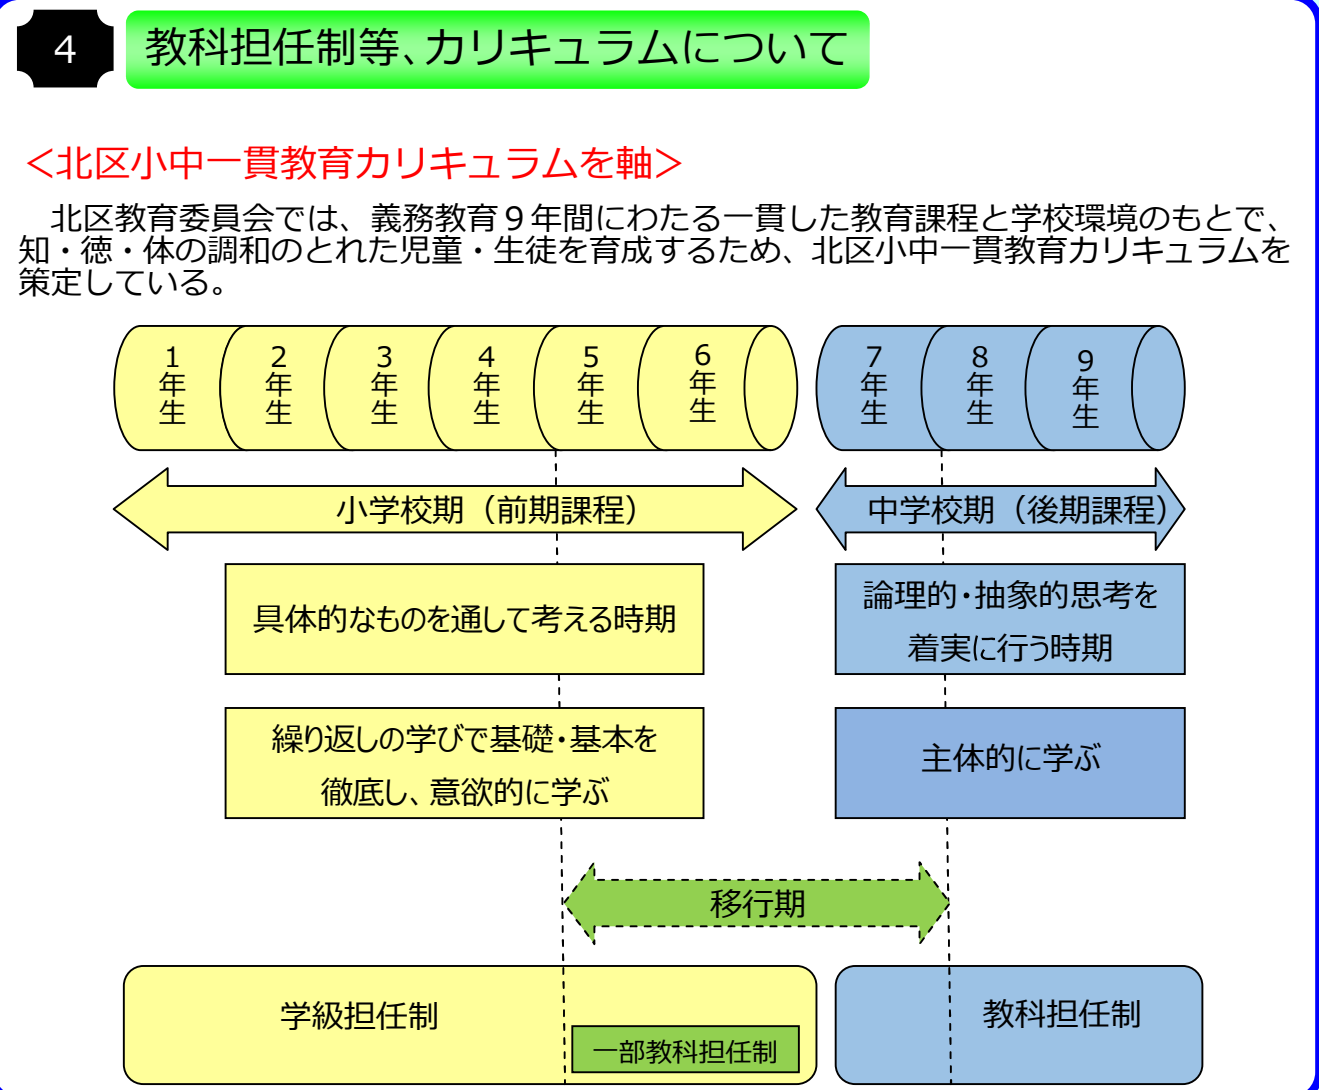 4
教科担任制等、カリキュラムについて
＜北区小中一貫教育カリキュラムを軸＞
　北区教育委員会では、義務教育９年間にわたる一貫した教育課程と学校環境のもとで、
知・徳・体の調和のとれた児童・生徒を育成するため、北区小中一貫教育カリキュラムを
策定している。
1年生
2年生
3年生
4年生
5年生
6年生
7年生
8年生
9年生
小学校期（前期課程）
中学校期（後期課程）
具体的なものを通して考える時期
論理的・抽象的思考を
着実に行う時期
繰り返しの学びで基礎・基本を
徹底し、意欲的に学ぶ
主体的に学ぶ
移行期
学級担任制
一部教科担任制
教科担任制